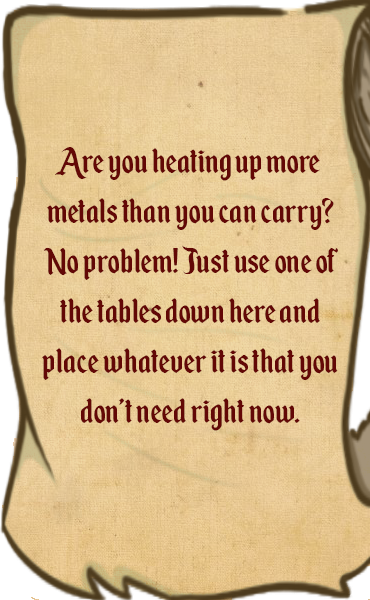 Are you heating up more
metals than you can carry?
No problem! Just use one of
the tables down here and
place whatever it is that you
don't need right now.